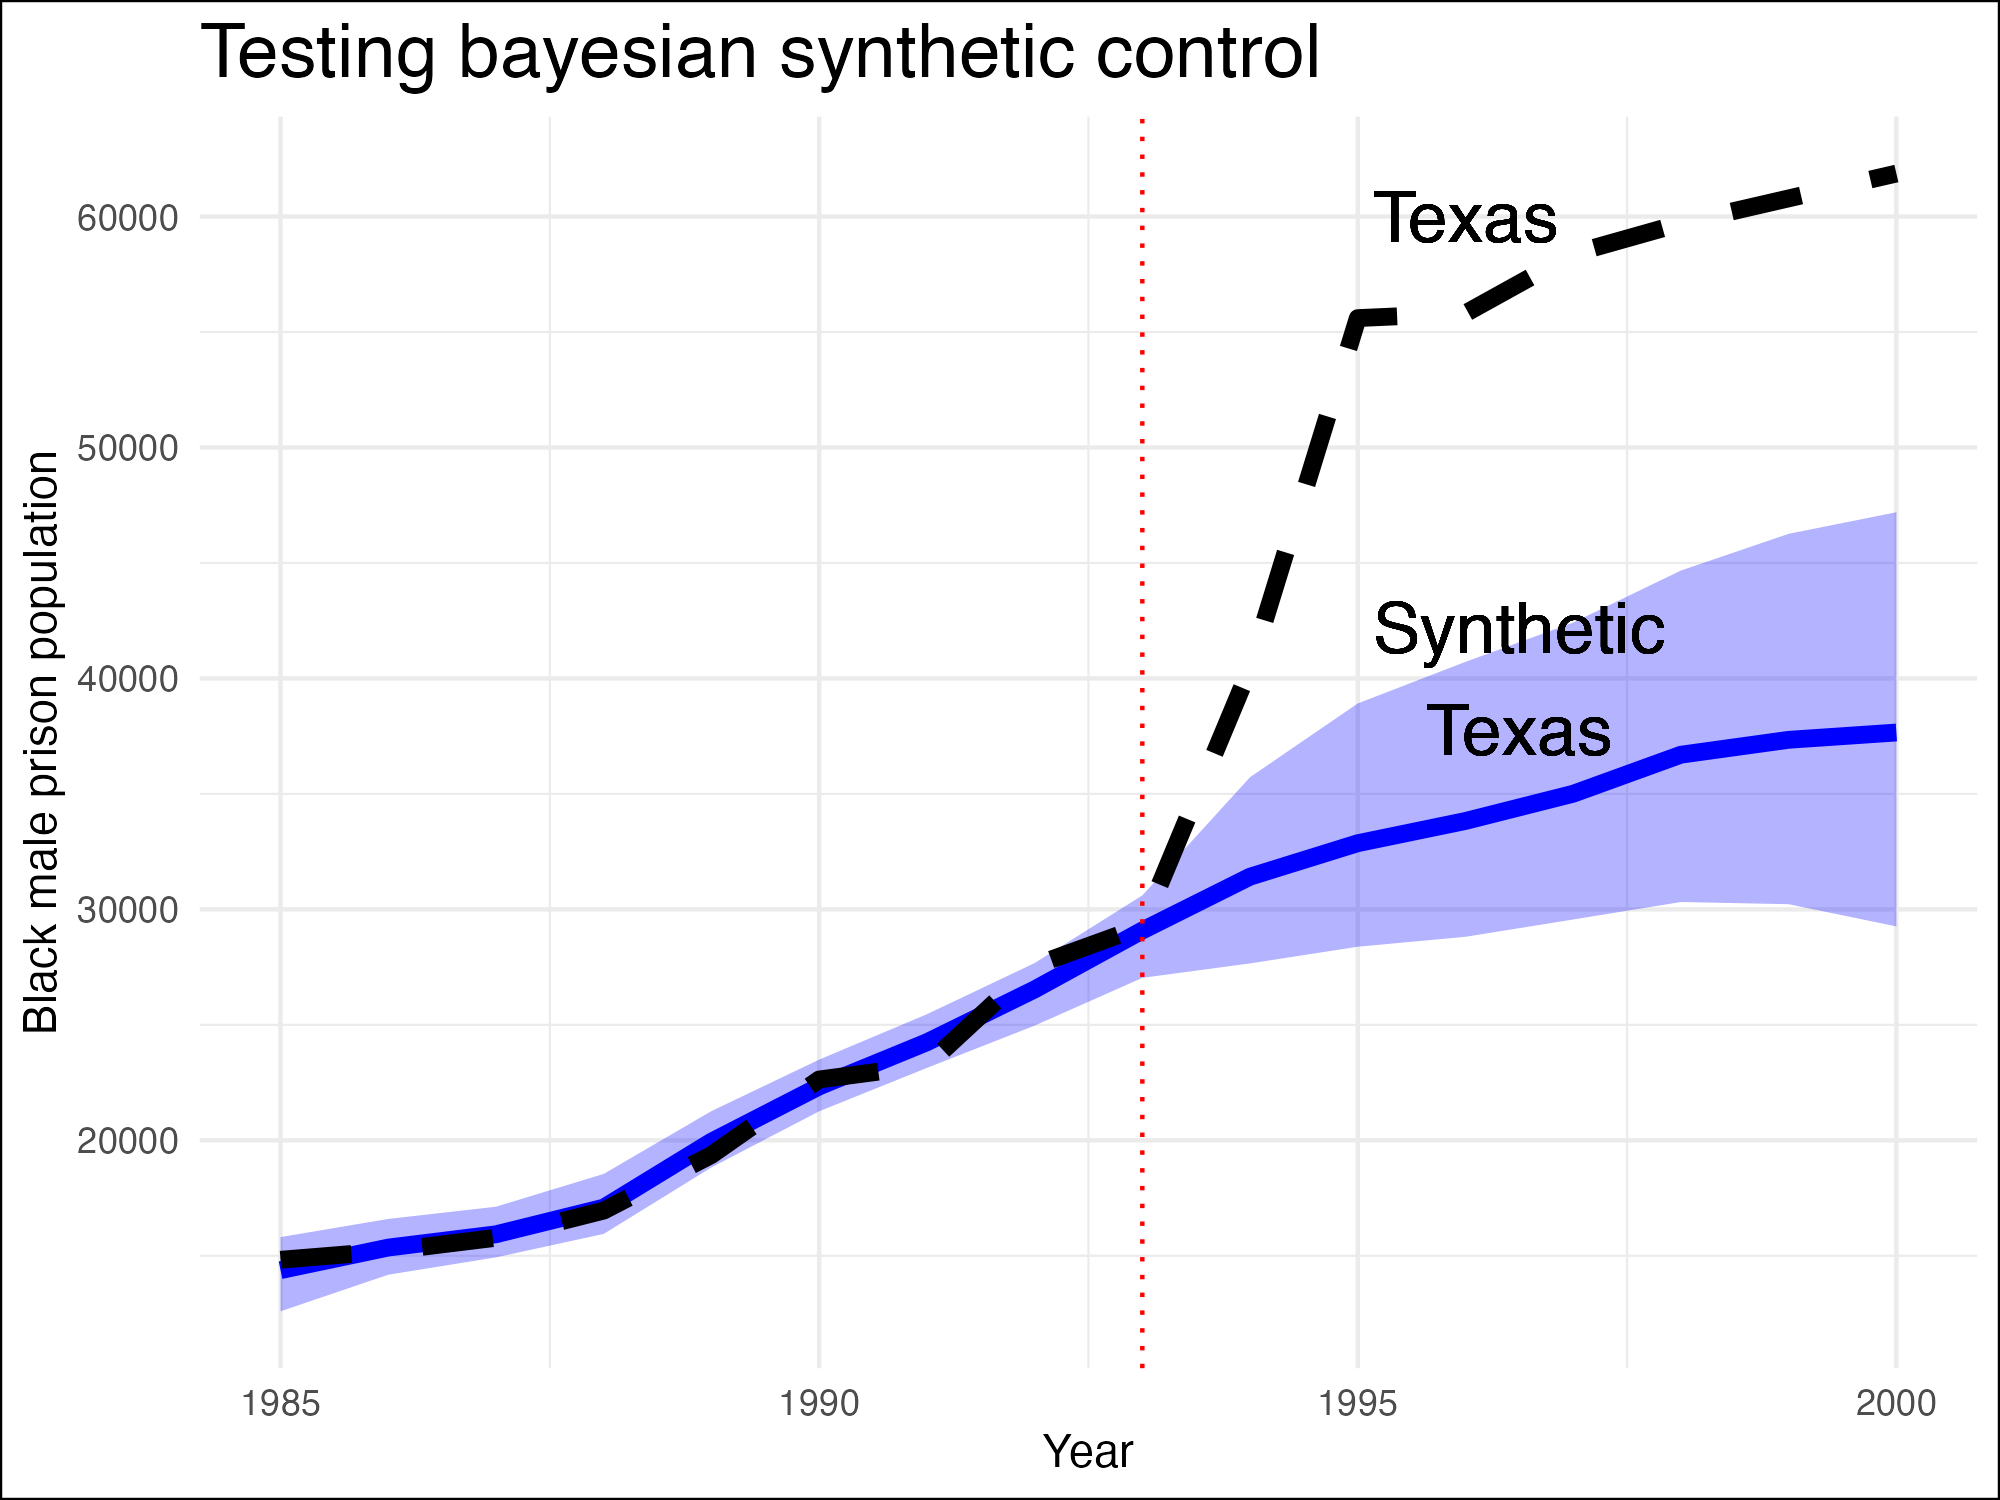 Testing bayesian synthetic control
Black male prison population
60000
50000
40000
30000
20000
Texas
Synthetic
Texas
1985
1990
1995
2000
Year